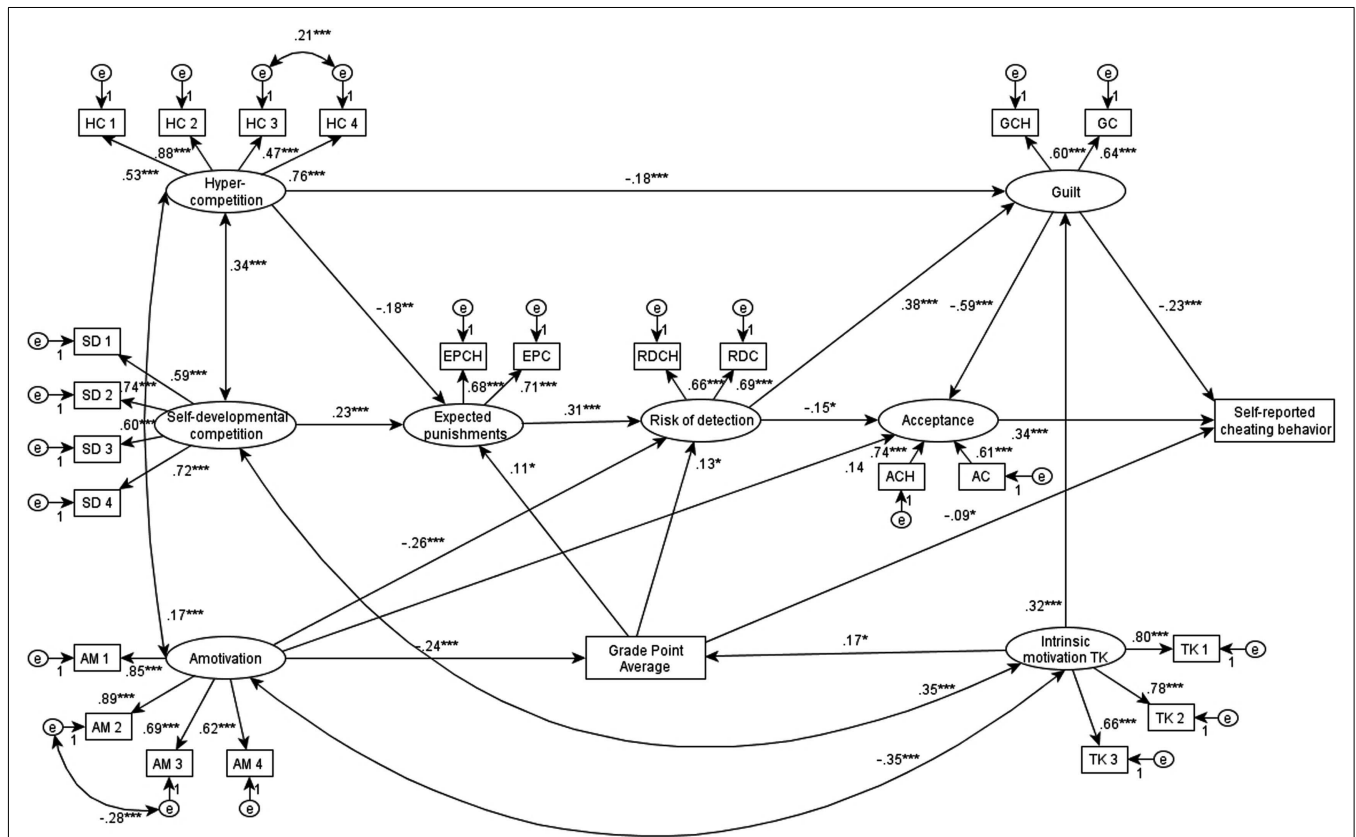 .21***
e e e e e e
1 1 1 1 1 1
HC 1 HC 2 HC 3 HC 4 GCH GC
.53*** .88*** .47*** .76*** .60*** .64***
Hyper-
competition
-.18***
Guilt
.34***
-.18**
.38***
-.59***
-.23***
e 1 SD 1
e 1 SD 2
e 1 SD 3
e 1 SD 4
.59***
.74***
.60***
.72***
Self-developmental
competition
.23***
e e e e
1 1 1 1
EPCH EPC RDCH RDC
.68*** .71*** .66*** .69***
Expected
punishments
.31***
Risk of detection
-.15*
Acceptance
.34***
Self-reported
cheating behavior
.74*** .61***
ACH AC 1 e
1
e
.11*
.13*
.14
-.09*
-.26***
.17***
-.24***
.32***
Amotivation
Grade Point
Average
.17*
Intrinsic
motivation TK
.35***
-.35***
e 1 AM 1
e 1 AM 2
AM 3 AM 4
1 1
e e
.85***
.89***
.69*** .62***
-.28***
.80*** TK 1 1 e
.78*** TK 2 1 e
.66*** TK 3 1 e